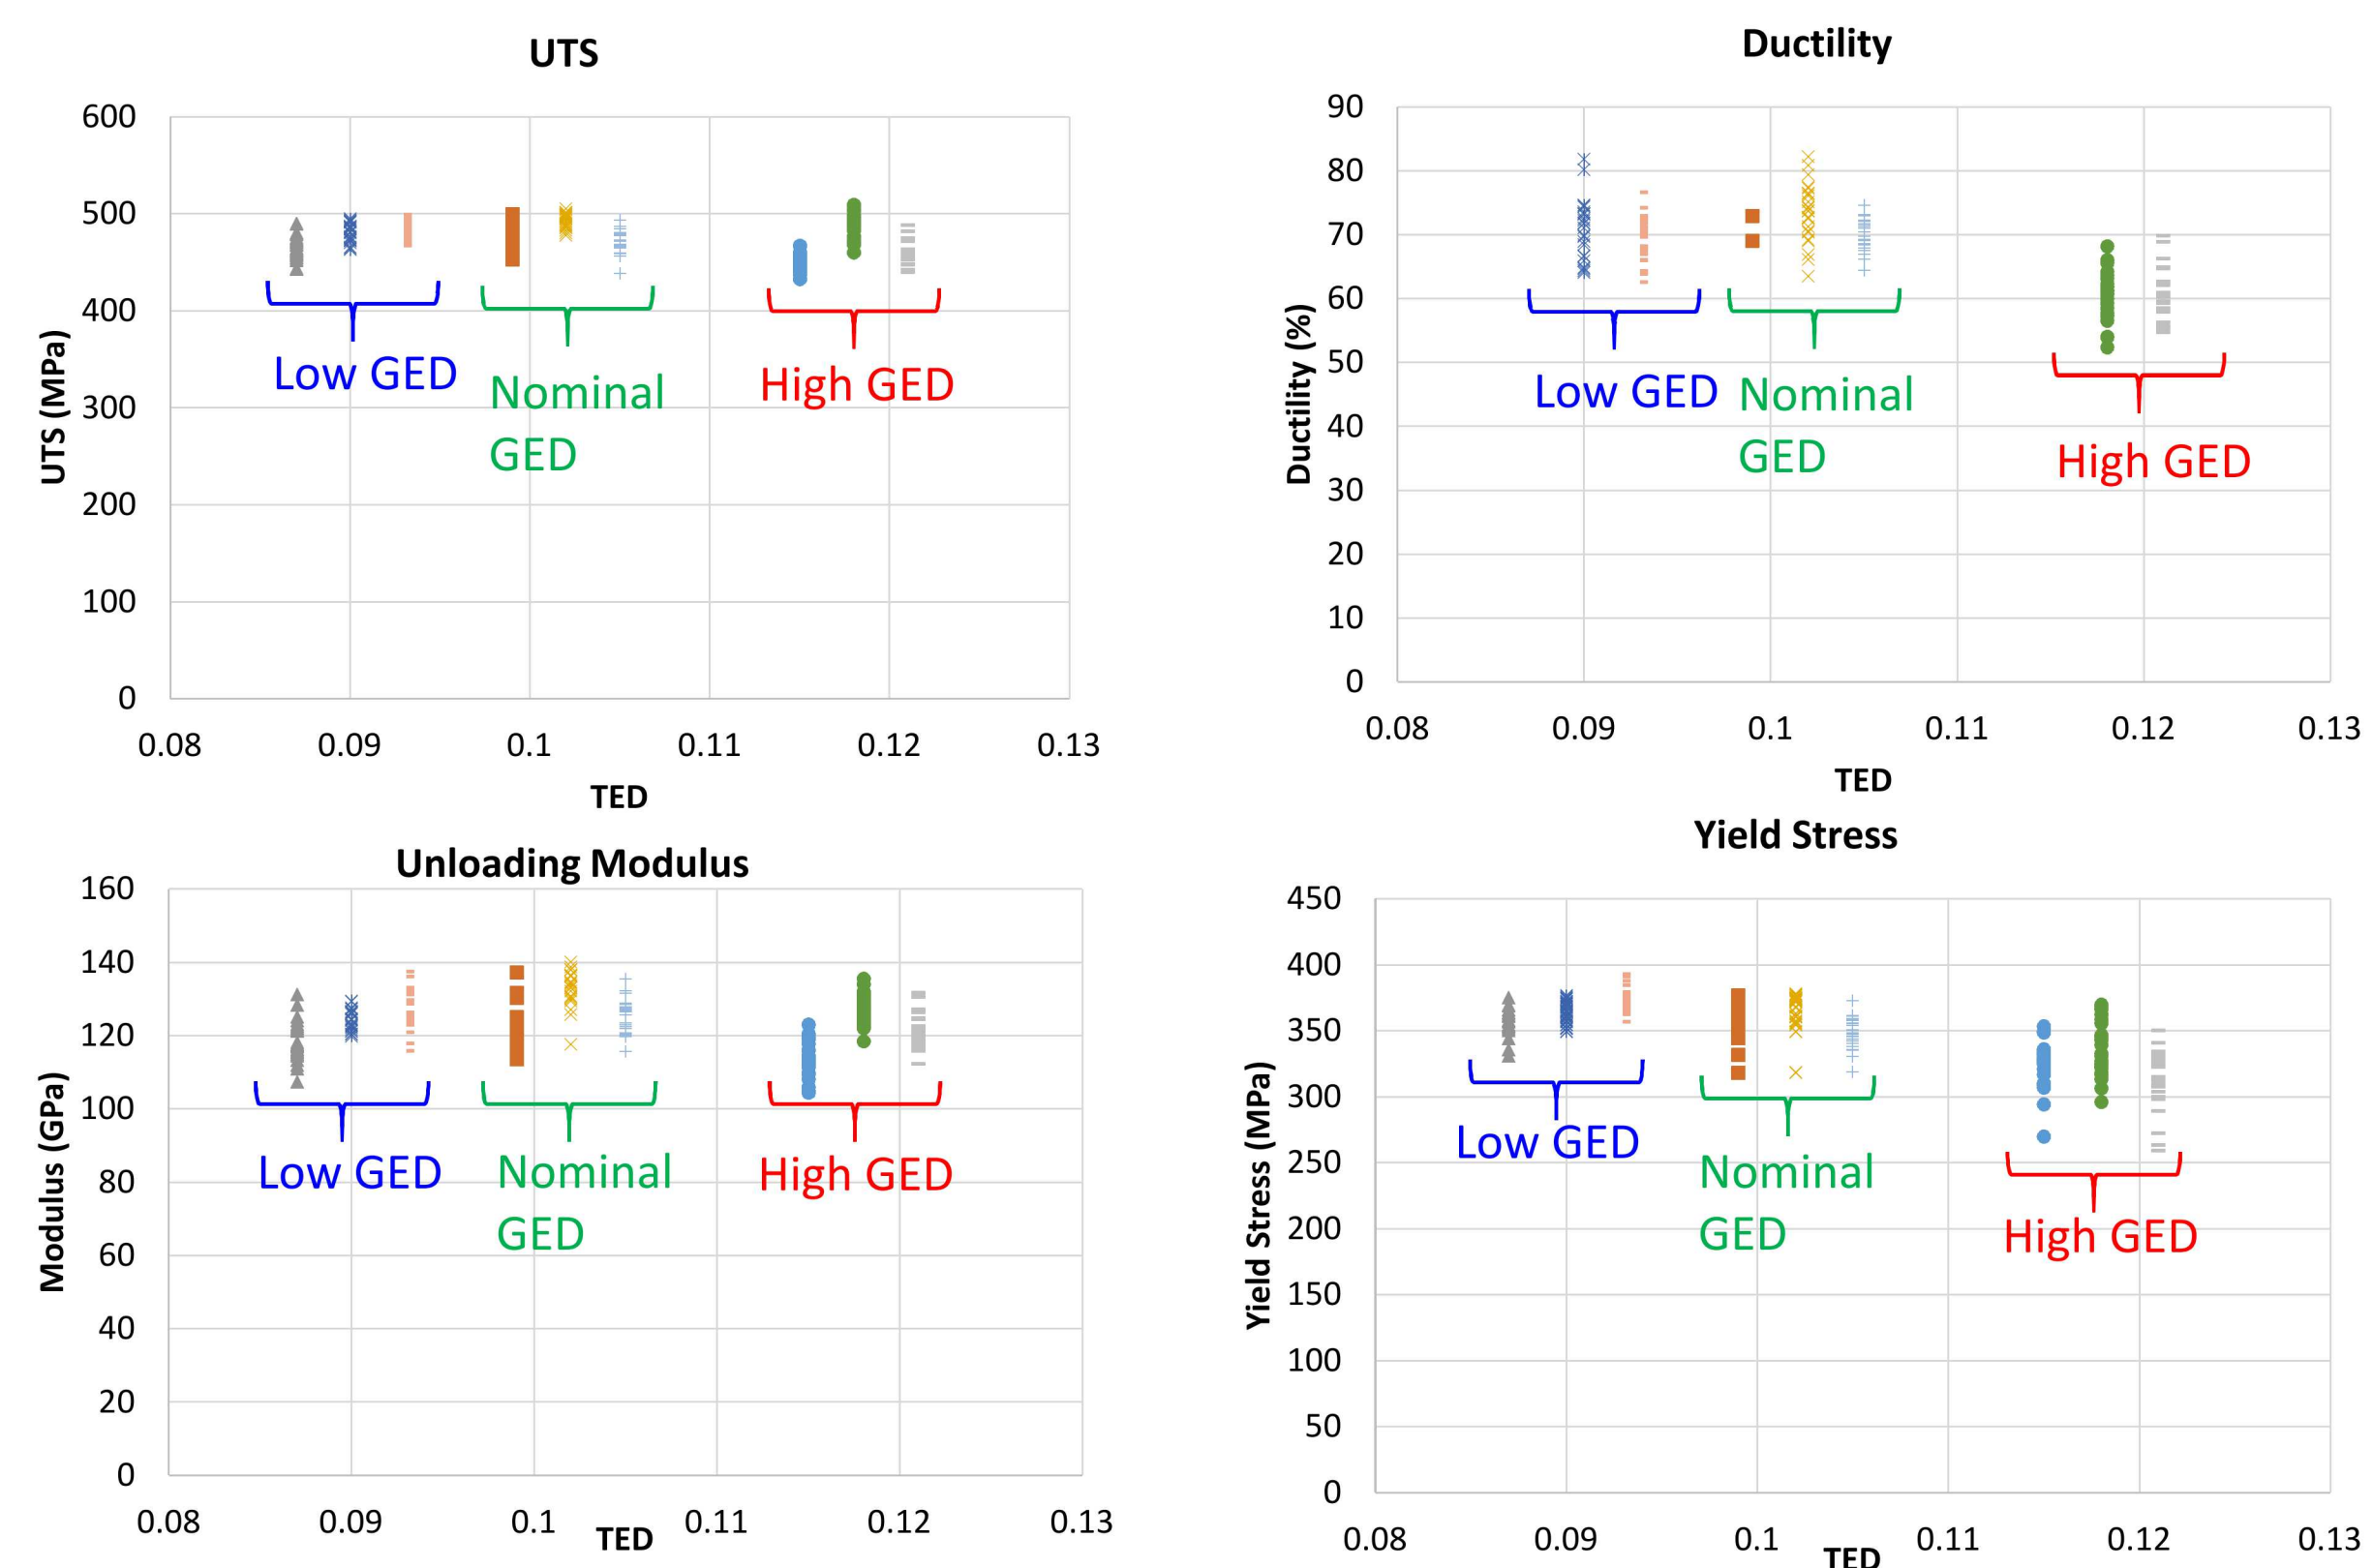 UTS
600
500
400
300
200
100
0
UTS (MPa)
Low GED
Nominal
GED
High GED
0.08 0.09 0.1 0.11 0.12 0.13
TED
Ductility
90
80
70
60
50
40
30
20
10
0
Ductility (%)
Low GED
Nominal
GED
High GED
0.08 0.09 0.1 0.11 0.12 0.13
TED
Unloading Modulus
160
140
120
100
80
60
40
20
0
Modulus (GPa)
Low GED
Nominal
GED
High GED
0.08 0.09 0.1 0.11 0.12 0.13
TED
Yield Stress
450
400
350
300
250
200
150
100
50
0
Yield Stress (MPa)
Low GED
Nominal
GED
High GED
0.08 0.09 0.1 0.11 0.12 0.13
TED